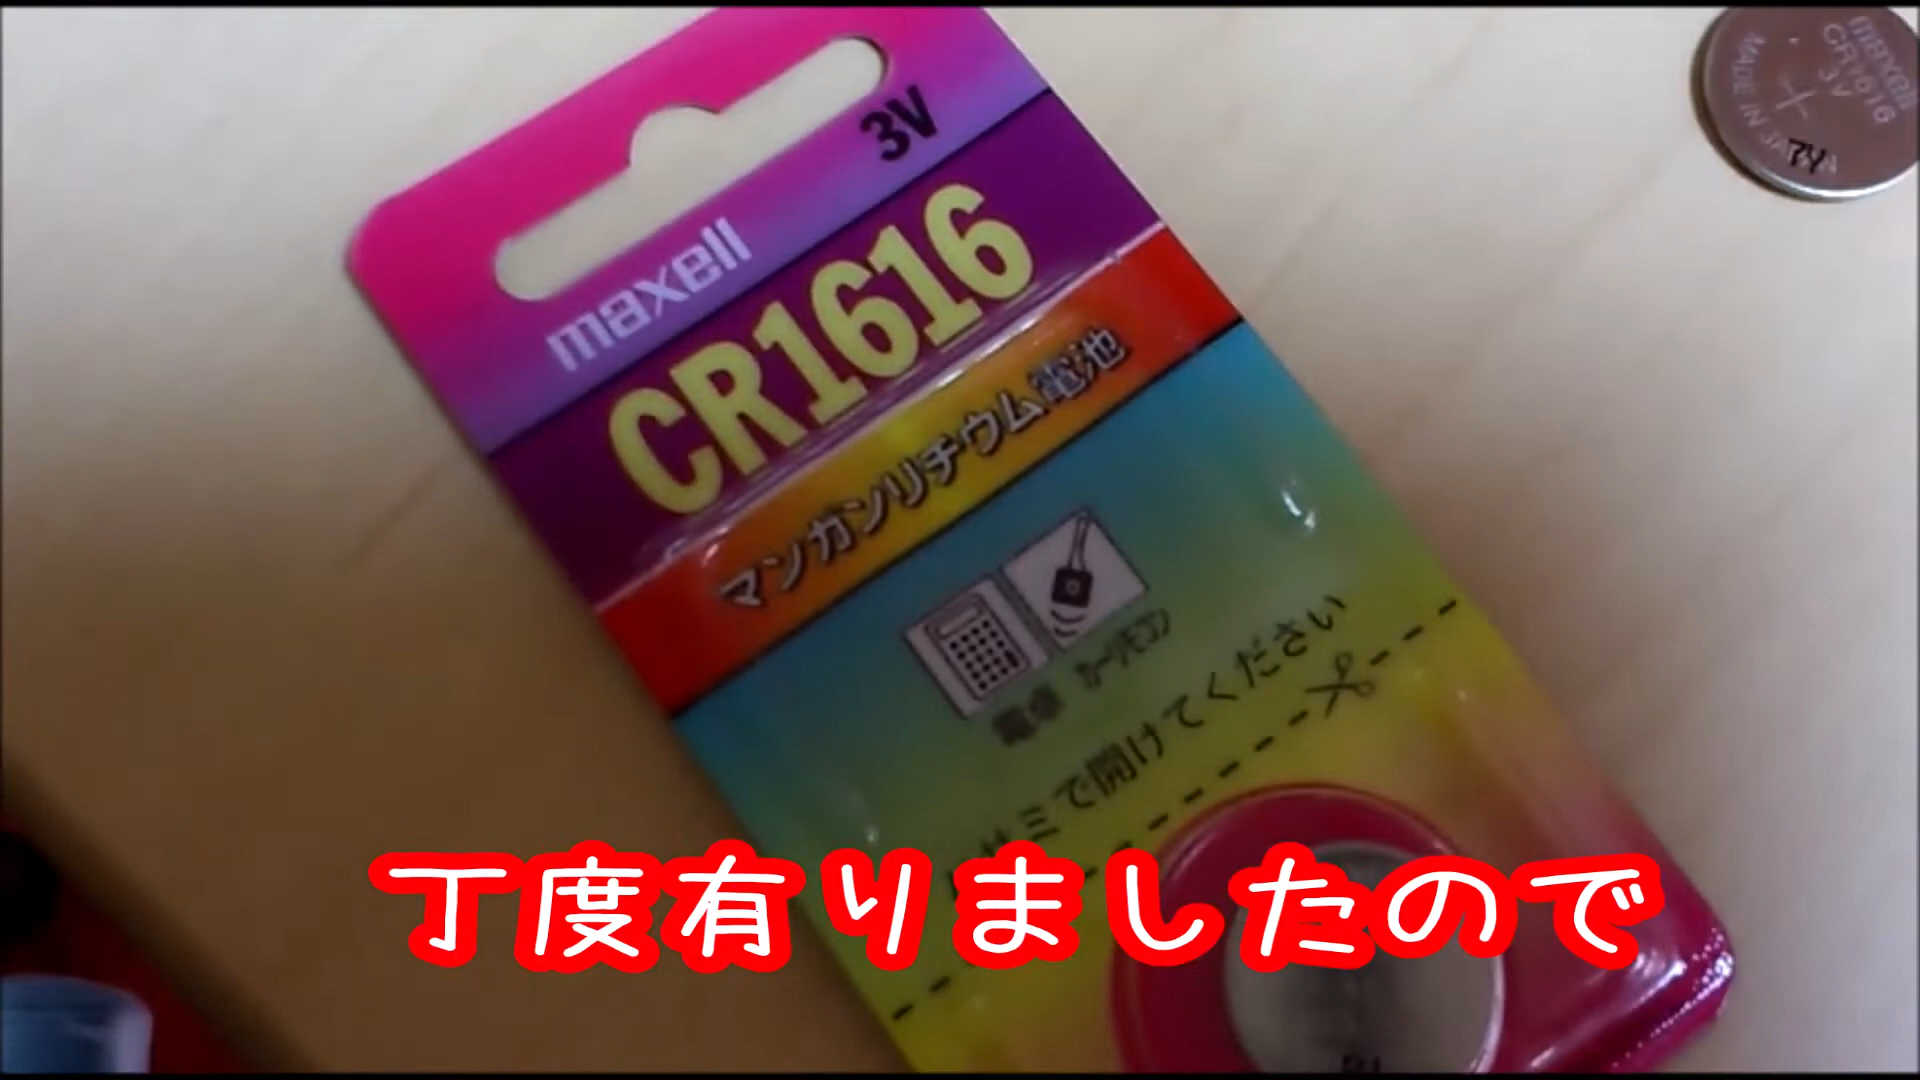 3V
maxell
CR1616
マンガンリチウム電池
電卓 カーリモコン
ハサミで開けてください
丁度有りましたので
maxell
CR1616
3V
+
MADE IN JAPAN